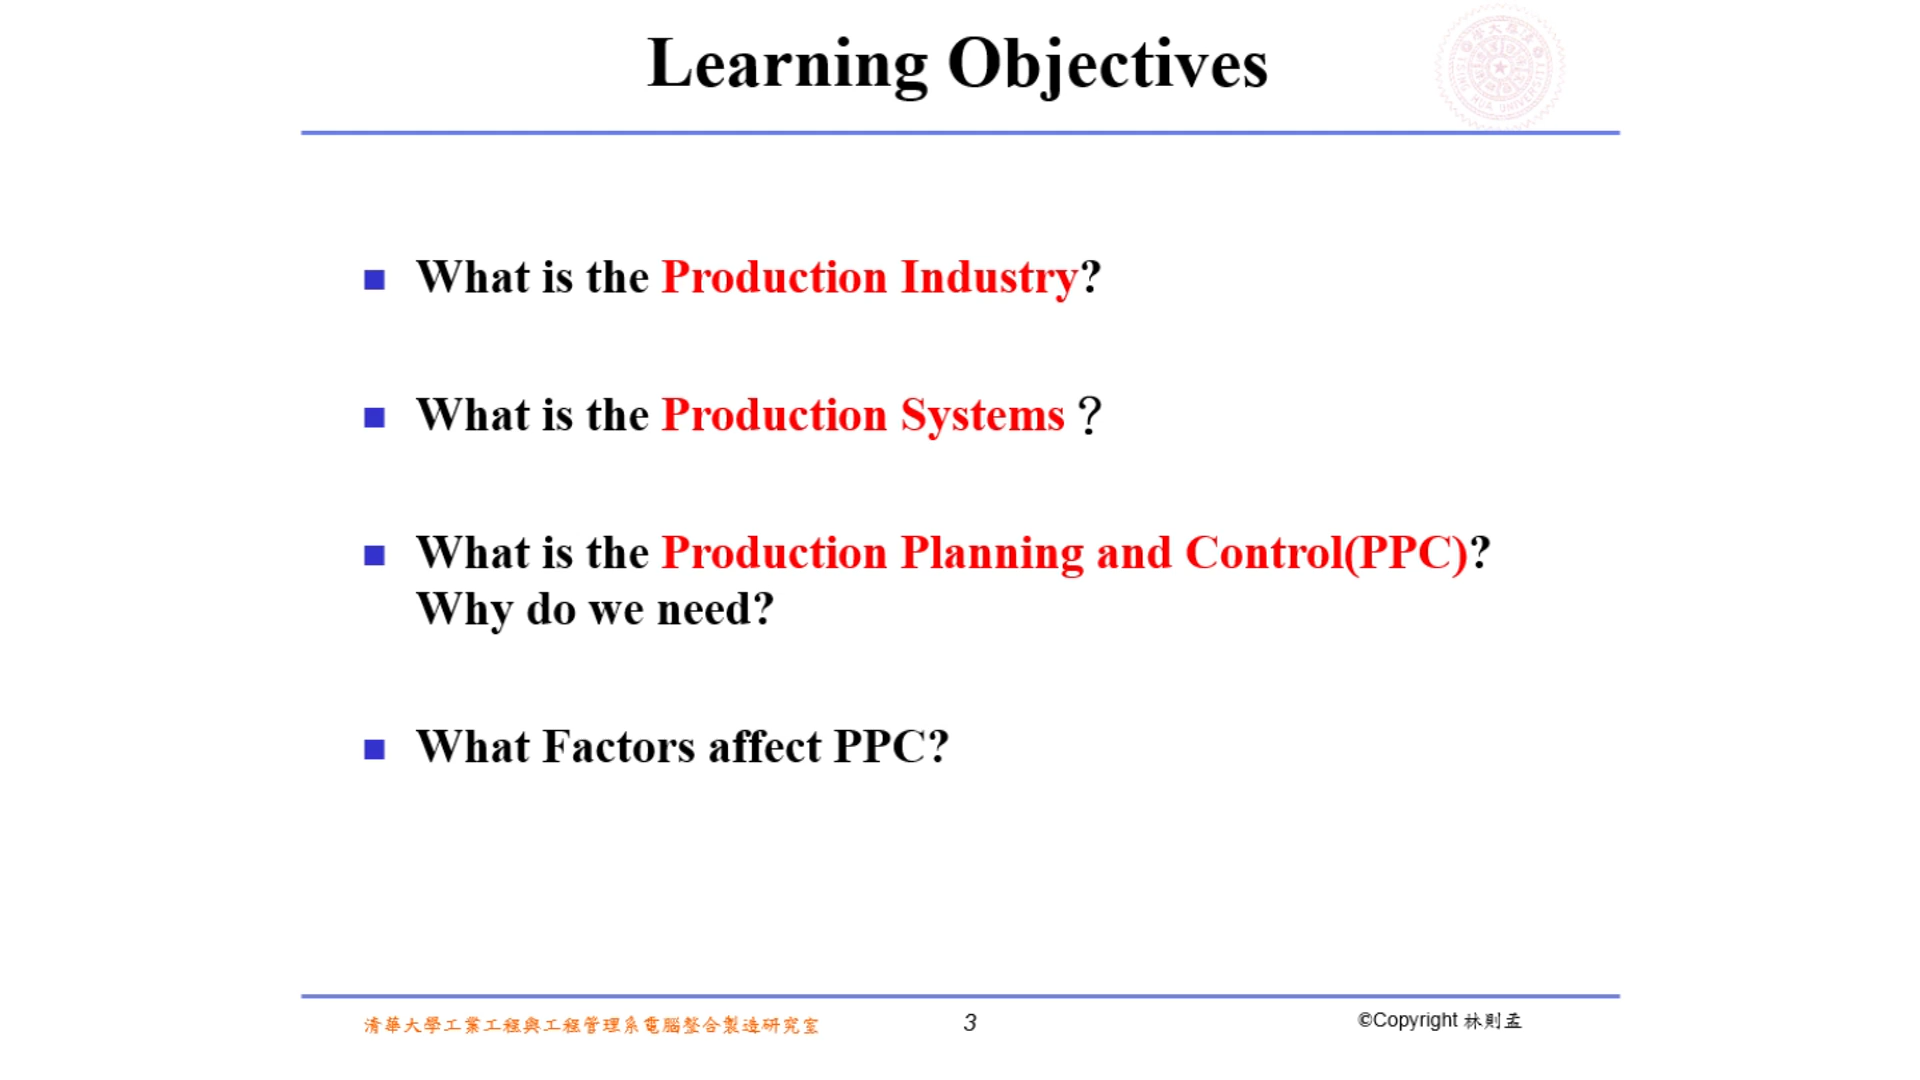 Learning Objectives
What is the Production Industry?
What is the Production Systems？
What is the Production Planning and Control(PPC)?
Why do we need?
What Factors affect PPC?
清華大學工業工程與工程管理系電腦整合製造研究室
3
©Copyright 林則孟